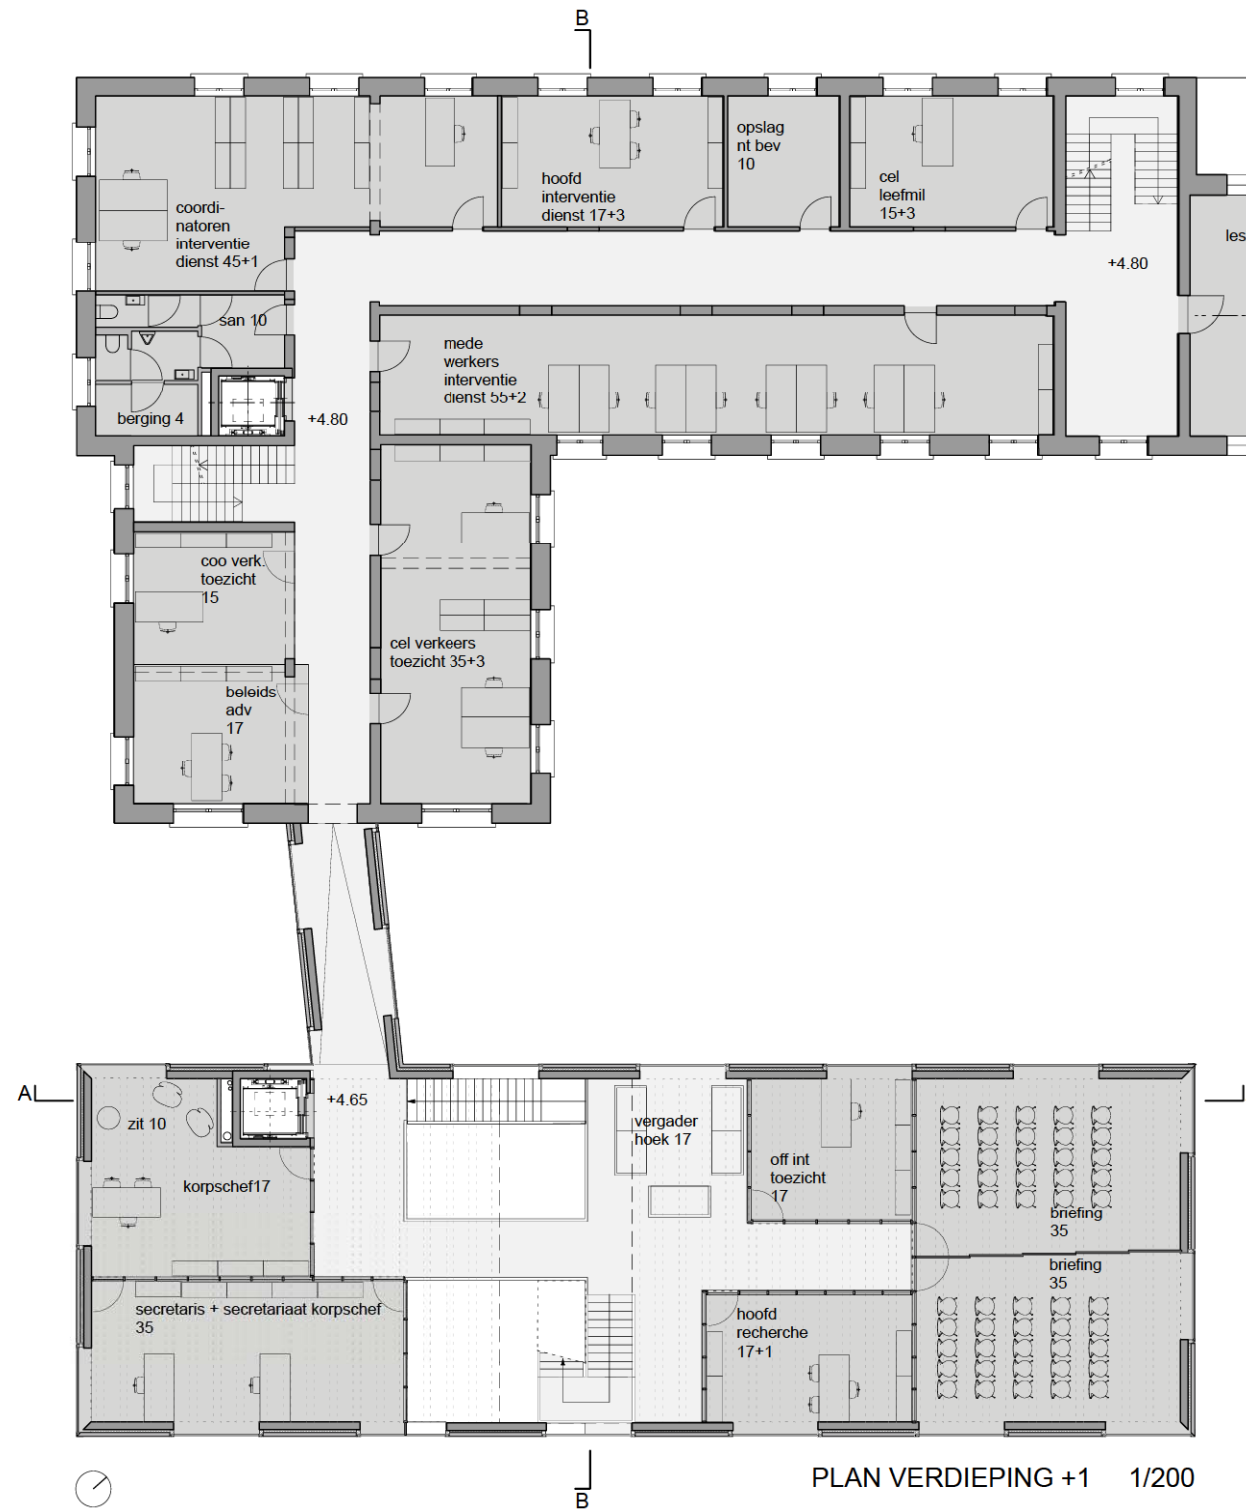 B
coordi-
natoren
interventie
dienst 45+1
hoofd
interventie
dienst 17+3
opslag
nt bev
10
cel
leefmil
15+3
les
+4.80
san 10
mede
werkers
interventie
dienst 55+2
berging 4
+4.80
coo verk.
toezicht
15
cel verkeers
toezicht 35+3
beleids
adv
17
A
zit 10
+4.65
vergader
hoek 17
korpschef17
off int
toezicht
17
briefing
35
briefing
35
secretaris + secretariaat korpschef
35
hoofd
recherche
17+1
B
PLAN VERDIEPING +1 1/200